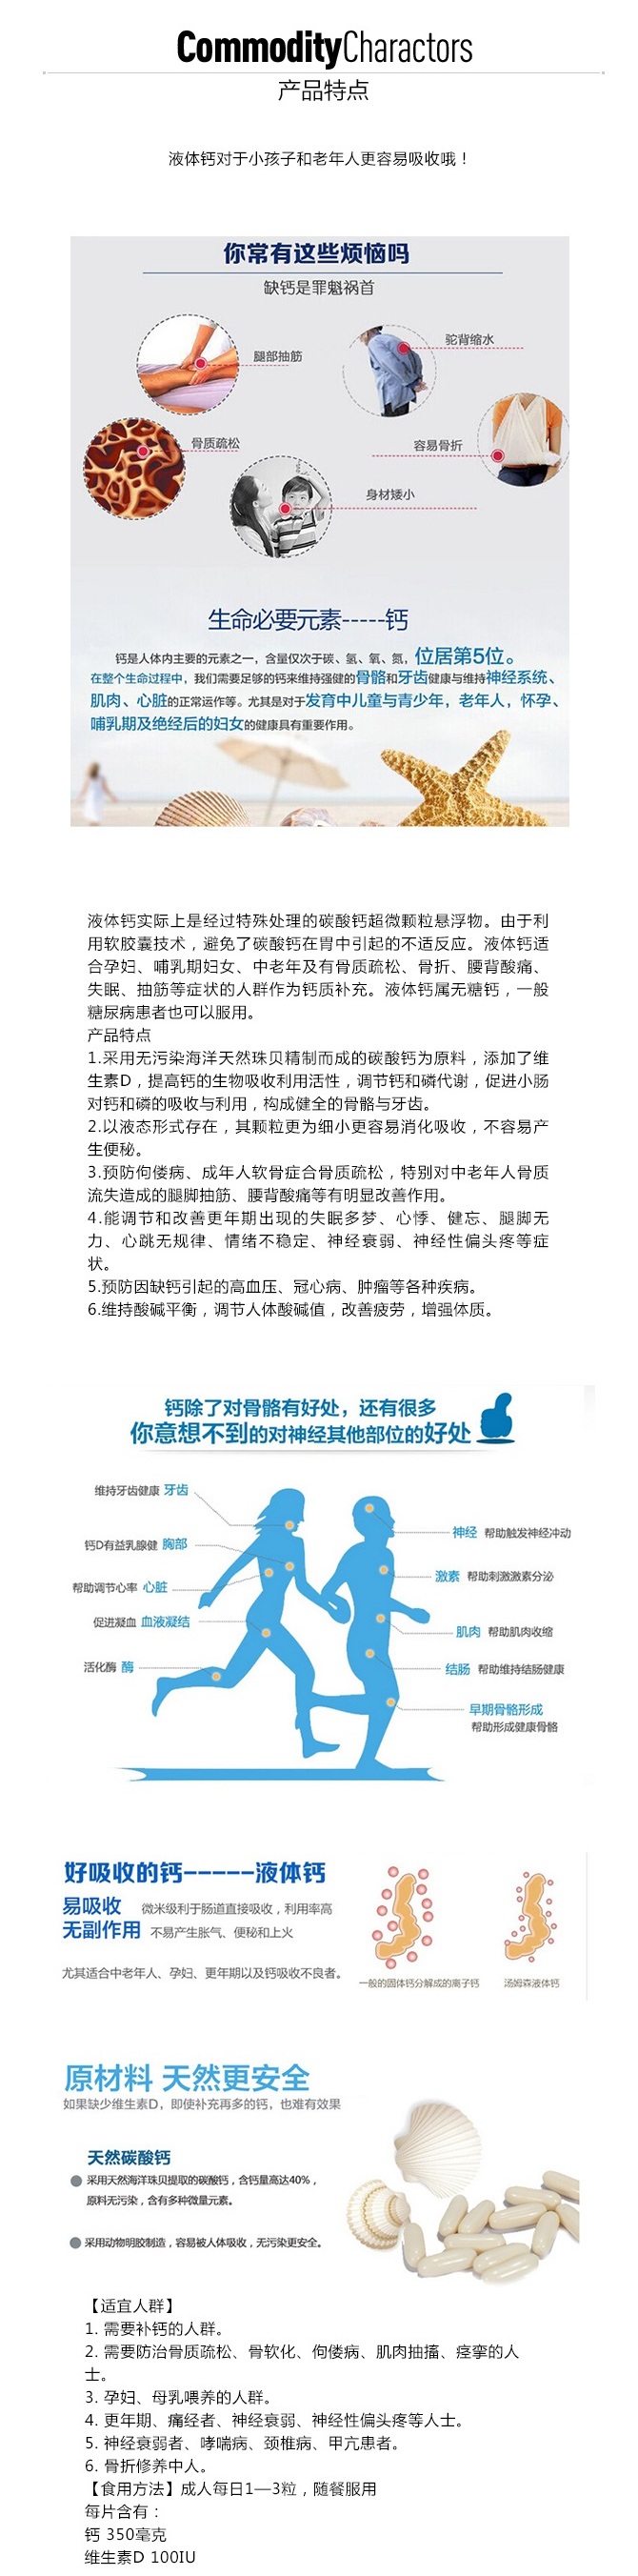 CommodityCharactors
产品特点
液体钙对于小孩子和老年人更容易吸收哦！
你常有这些烦恼吗
缺钙是罪魁祸首
腿部抽筋
驼背缩水
骨质疏松
容易骨折
身材矮小
生命必要元素-----钙
钙是人体内主要的元素之一，含量仅次于碳、氢、氧、氮，位居第5位。
在整个生命过程中，我们需要足够的钙来维持强健的骨骼和牙齿健康与维持神经系统、
肌肉、心脏的正常运作等。尤其是对于发育中儿童与青少年，老年人，怀孕、
哺乳期及绝经后的妇女的健康具有重要作用。
液体钙实际上是经过特殊处理的碳酸钙超微颗粒悬浮物。由于利
用软胶囊技术，避免了碳酸钙在胃中引起的不适反应。液体钙适
合孕妇、哺乳期妇女、中老年及有骨质疏松、骨折、腰背酸痛、
失眠、抽筋等症状的人群作为钙质补充。液体钙属无糖钙，一般
糖尿病患者也可以服用。
产品特点
1.采用无污染海洋天然珠贝精制而成的碳酸钙为原料，添加了维
生素D，提高钙的生物吸收利用活性，调节钙和磷代谢，促进小肠
对钙和磷的吸收与利用，构成健全的骨骼与牙齿。
2.以液态形式存在，其颗粒更为细小更容易消化吸收，不容易产
生便秘。
3.预防佝偻病、成年人软骨症合骨质疏松，特别对中老年人骨质
流失造成的腿脚抽筋、腰背酸痛等有明显改善作用。
4.能调节和改善更年期出现的失眠多梦、心悸、健忘、腿脚无
力、心跳无规律、情绪不稳定、神经衰弱、神经性偏头疼等症
状。
5.预防因缺钙引起的高血压、冠心病、肿瘤等各种疾病。
6.维持酸碱平衡，调节人体酸碱值，改善疲劳，增强体质。
钙除了对骨骼有好处，还有很多
你意想不到的对神经其他部位的好处
维持牙齿健康 牙齿
钙D有益乳腺健 胸部
帮助调节心率 心脏
促进凝血 血液凝结
活化酶 酶
神经 帮助触发神经冲动
激素 帮助刺激激素分泌
肌肉 帮助肌肉收缩
结肠 帮助维持结肠健康
早期骨骼形成
帮助形成健康骨骼
好吸收的钙-----液体钙
易吸收 微米级利于肠道直接吸收，利用率高
无副作用 不易产生胀气、便秘和上火
尤其适合中老年人、孕妇、更年期以及钙吸收不良者。
一般的固体钙分解成的离子钙
汤姆森液体钙
原材料 天然更安全
如果缺少维生素D，即使补充再多的钙，也难有效果
天然碳酸钙
采用天然海洋珠贝提取的碳酸钙，含钙量高达40%，
原料无污染，含有多种微量元素。
采用动物明胶制造，容易被人体吸收，无污染更安全。
【适宜人群】
1. 需要补钙的人群。
2. 需要防治骨质疏松、骨软化、佝偻病、肌肉抽搐、痉挛的人
士。
3. 孕妇、母乳喂养的人群。
4. 更年期、痛经者、神经衰弱、神经性偏头疼等人士。
5. 神经衰弱者、哮喘病、颈椎病、甲亢患者。
6. 骨折修养中人。
【食用方法】成人每日1—3粒，随餐服用
每片含有：
钙 350毫克
维生素D 100IU